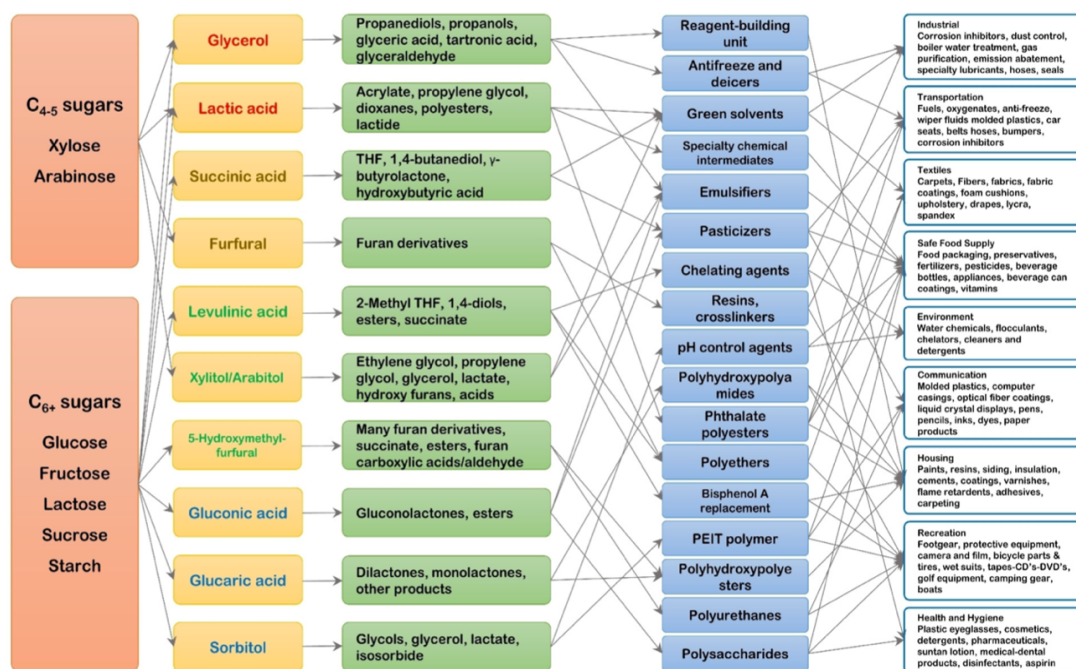 C4-5 sugars
Xylose
Arabinose
C6+ sugars
Glucose
Fructose
Lactose
Sucrose
Starch
Glycerol
Lactic acid
Succinic acid
Furfural
Levulinic acid
Xylitol/Arabitol
5-Hydroxymethyl-
furfural
Gluconic acid
Glucaric acid
Sorbitol
Propanediols, propanols,
glyceric acid, tartronic acid,
glyceraldehyde
Acrylate, propylene glycol,
dioxanes, polyesters,
lactide
THF, 1,4-butanediol, γ-
butyrolactone,
hydroxybutyric acid
Furan derivatives
2-Methyl THF, 1,4-diols,
esters, succinate
Ethylene glycol, propylene
glycol, glycerol, lactate,
hydroxy furans, acids
Many furan derivatives,
succinate, esters, furan
carboxylic acids/aldehyde
Gluconolactones, esters
Dilactones, monolactones,
other products
Glycols, glycerol, lactate,
isosorbide
Reagent-building
unit
Antifreeze and
deicers
Green solvents
Specialty chemical
intermediates
Emulsifiers
Pasticizers
Chelating agents
Resins,
crosslinkers
pH control agents
Polyhydroxypolya
mides
Phthalate
polyesters
Polyethers
Bisphenol A
replacement
PEIT polymer
Polyhydroxypolye
sters
Polyurethanes
Polysaccharides
Industrial
Corrosion inhibitors, dust control,
boiler water treatment, gas
purification, emission abatement,
specialty lubricants, hoses, seals
Transportation
Fuels, oxygenates, anti-freeze,
wiper fluids molded plastics, car
seats, belts hoses, bumpers,
corrosion inhibitors
Textiles
Carpets, Fibers, fabrics, fabric
coatings, foam cushions,
upholstery, drapes, lycra,
spandex
Safe Food Supply
Food packaging, preservatives,
fertilizers, pesticides, beverage
bottles, appliances, beverage can
coatings, vitamins
Environment
Water chemicals, flocculants,
chelators, cleaners and
detergents
Communication
Molded plastics, computer
casings, optical fiber coatings,
liquid crystal displays, pens,
pencils, inks, dyes, paper
products
Housing
Paints, resins, siding, insulation,
cements, coatings, varnishes,
flame retardents, adhesives,
carpeting
Recreation
Footgear, protective equipment,
camera and film, bicycle parts &
tires, wet suits, tapes-CD's-DVD's,
golf equipment, camping gear,
boats
Health and Hygiene
Plastic eyeglasses, cosmetics,
detergents, pharmaceuticals,
suntan lotion, medical-dental
products, disinfectants, aspirin